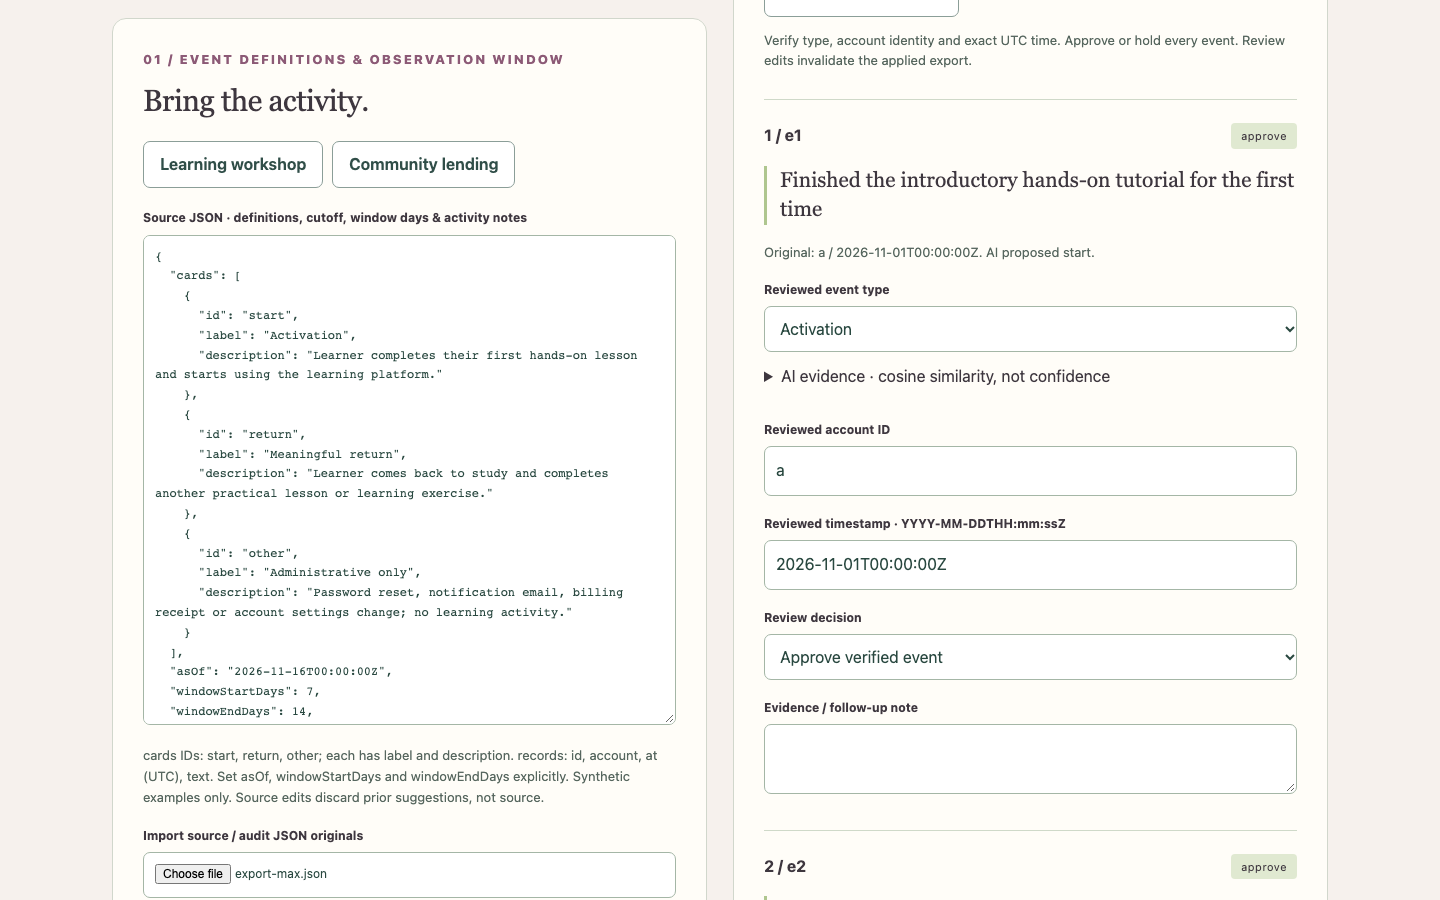 01 / EVENT DEFINITIONS & OBSERVATION WINDOW
Bring the activity.
Learning workshop
Community lending
Source JSON · definitions, cutoff, window days & activity notes
{
"cards": [
{
"id": "start",
"label": "Activation",
"description": "Learner completes their first hands-on lesson
and starts using the learning platform."
},
{
"id": "return",
"label": "Meaningful return",
"description": "Learner comes back to study and completes
another practical lesson or learning exercise."
},
{
"id": "other",
"label": "Administrative only",
"description": "Password reset, notification email, billing
receipt or account settings change; no learning activity."
}
],
"asOf": "2026-11-16T00:00:00Z",
"windowStartDays": 7,
"windowEndDays": 14,
cards IDs: start, return, other; each has label and description. records: id, account, at
(UTC), text. Set asOf, windowStartDays and windowEndDays explicitly. Synthetic
examples only. Source edits discard prior suggestions, not source.
Import source / audit JSON originals
Choose file export-max.json
Verify type, account identity and exact UTC time. Approve or hold every event. Review
edits invalidate the applied export.
1 / e1
approve
Finished the introductory hands-on tutorial for the first
time
Original: a / 2026-11-01T00:00:00Z. AI proposed start.
Reviewed event type
Activation
AI evidence · cosine similarity, not confidence
Reviewed account ID
a
Reviewed timestamp · YYYY-MM-DDTHH:mm:ssZ
2026-11-01T00:00:00Z
Review decision
Approve verified event
Evidence / follow-up note
2 / e2
approve